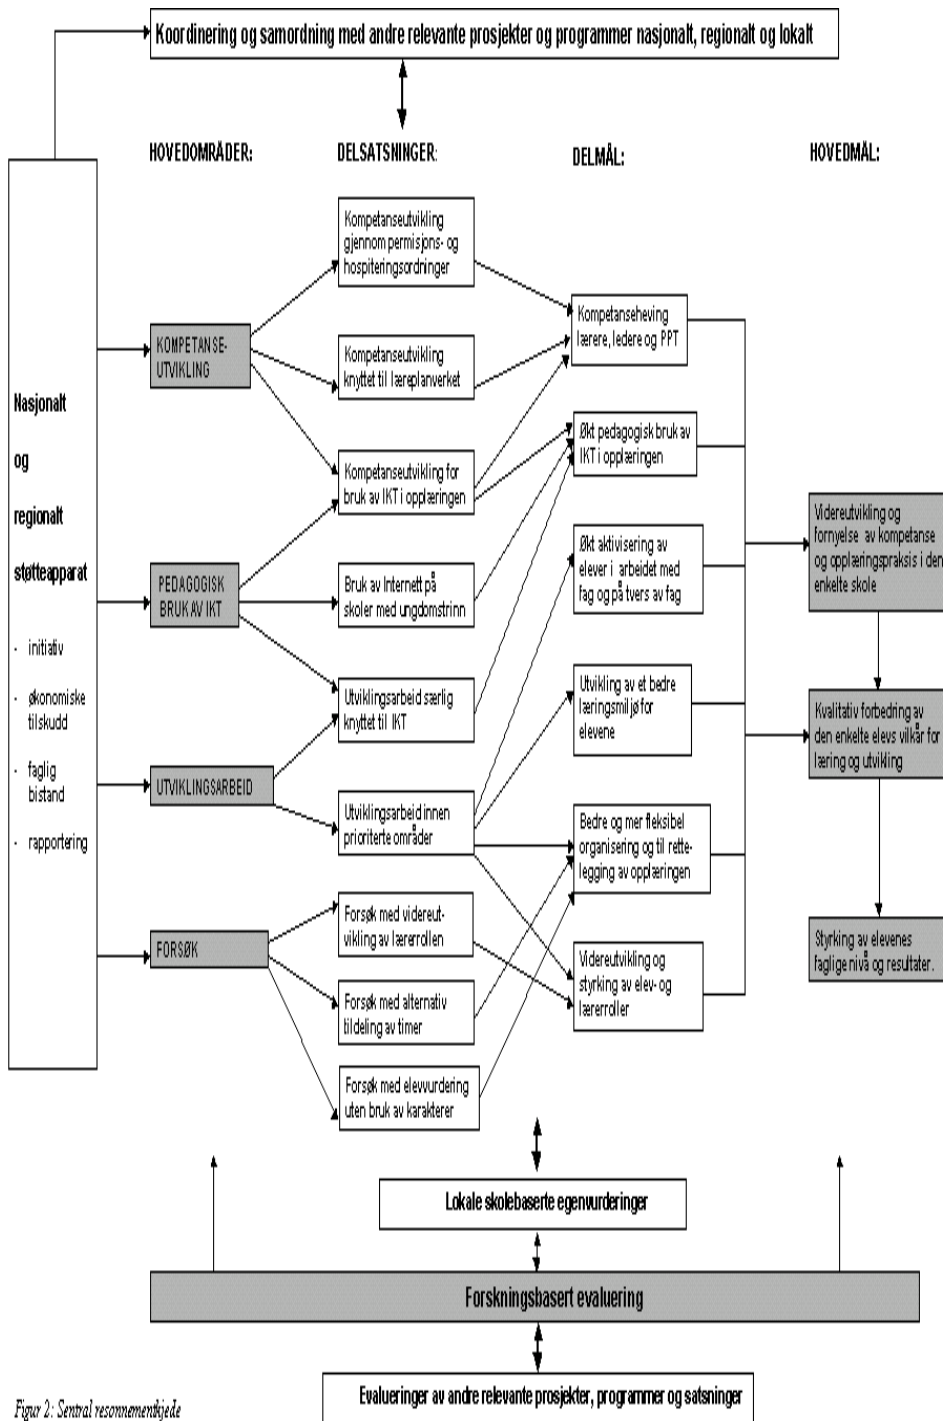 Koordinering og samordning med andre relevante prosjekter og programmer nasjonalt, regionalt og lokalt
HOVEDOMRÅDER:
DELSATSNINGER:
DELMÅL:
HOVEDMÅL:
Nasjonalt
og
regionalt
støtteapparat
- initiativ
- økonomiske
tilskudd
- faglig
bistand
- rapportering
KOMPETANSE-
UTVIKLING
PEDAGOGISK
BRUK AV IKT
UTVIKLINGSARBEID
FORSØK
Kompetanseutvikling
gjennom permisjons- og
hospiteringsordninger
Kompetanseutvikling
knyttet til læreplanverket
Kompetanseutvikling for
bruk av IKT i opplæringen
Bruk av Internett på
skoler med ungdomstrinn
Utviklingsarbeid særlig
knyttet til IKT
Utviklingsarbeid innen
prioriterte områder
Forsøk med videreut-
vikling av lærerrollen
Forsøk med alternativ
tildeling av timer
Forsøk med elevvurdering
uten bruk av karakterer
Kompetanseheving
lærere, ledere og PPT
Økt pedagogisk bruk av
IKT i opplæringen
Økt aktivisering av
elever i arbeidet med
fag og på tvers av fag
Utvikling av et bedre
læringsmiljø for
elevene
Bedre og mer fleksibel
organisering og til rette-
legging av opplæringen
Videreutvikling og
styrking av elev- og
lærerroller
Videreutvikling og
fornyelse av kompetanse
og opplæringspraksis i den
enkelte skole
Kvalitativ forbedring av
den enkelte elevs vilkår for
læring og utvikling
Styrking av elevenes
faglige nivå og resultater.
Lokale skolebaserte egenvurderinger
Forskningsbasert evaluering
Evalueringer av andre relevante prosjekter, programmer og satsninger
Figur 2: Sentral resonnementkjede